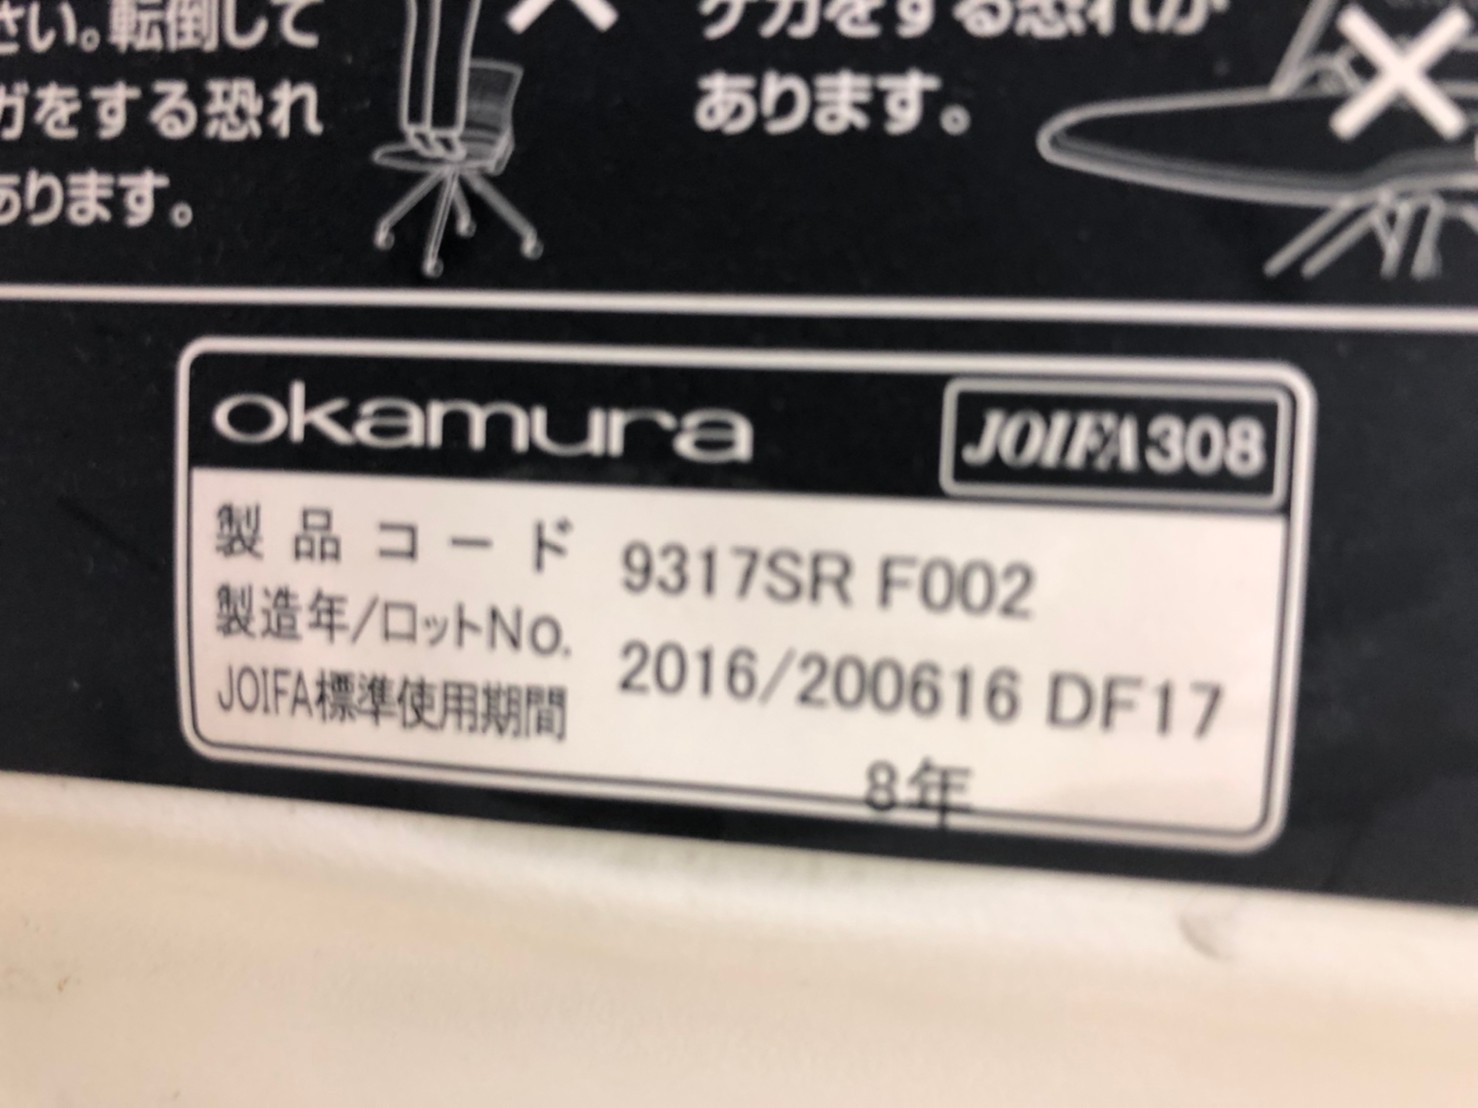 さい。転倒して
ガをする恐れ
あります。
ケガをする恐れが
あります。
okamura
JOIFA308
製品コード 9317SR F002
製造年/ロットNo. 2016/200616 DF17
JOIFA標準使用期間 8年